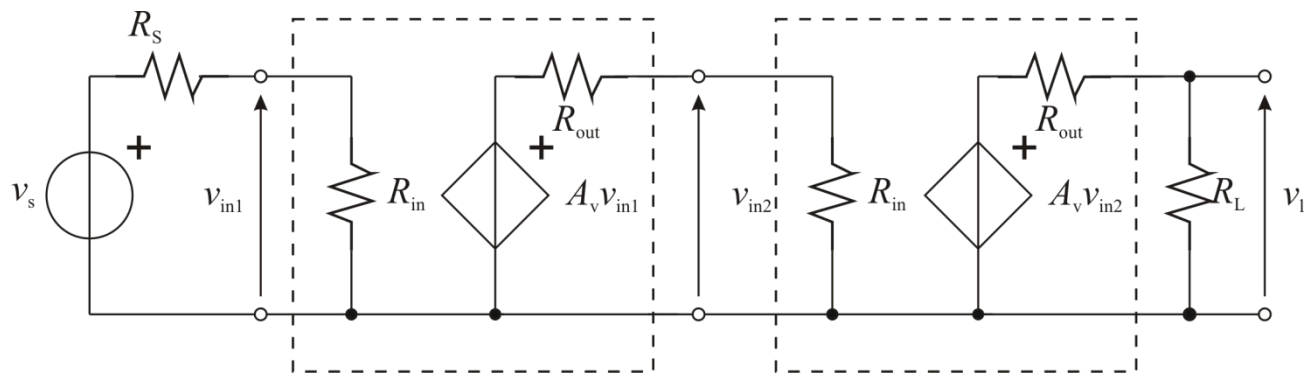 R_S
R_out
R_out
+
+
+
v_s
v_in1
R_in
A_v v_in1
v_in2
R_in
A_v v_in2
R_L
v_l